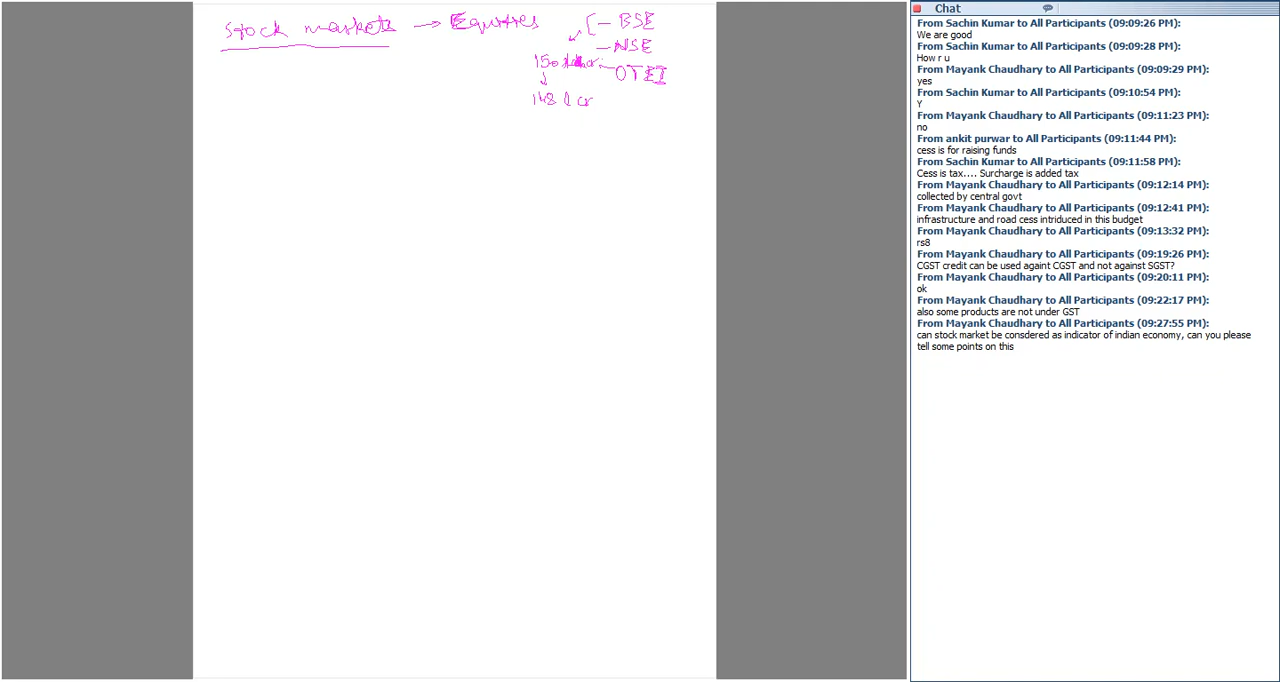 Stock markets → Equities
- BSE
- NSE
150
- OTEI
148 l cr
Chat
From Sachin Kumar to All Participants (09:09:26 PM):
We are good
From Sachin Kumar to All Participants (09:09:28 PM):
How r u
From Mayank Chaudhary to All Participants (09:09:29 PM):
yes
From Sachin Kumar to All Participants (09:10:54 PM):
Y
From Mayank Chaudhary to All Participants (09:11:23 PM):
no
From ankit purwar to All Participants (09:11:44 PM):
cess is for raising funds
From Sachin Kumar to All Participants (09:11:58 PM):
Cess is tax.... Surcharge is added tax
From Mayank Chaudhary to All Participants (09:12:14 PM):
collected by central govt
From Mayank Chaudhary to All Participants (09:12:41 PM):
infrastructure and road cess intriduced in this budget
From Mayank Chaudhary to All Participants (09:13:32 PM):
rs8
From Mayank Chaudhary to All Participants (09:19:26 PM):
CGST credit can be used againt CGST and not against SGST?
From Mayank Chaudhary to All Participants (09:20:11 PM):
ok
From Mayank Chaudhary to All Participants (09:22:17 PM):
also some products are not under GST
From Mayank Chaudhary to All Participants (09:27:55 PM):
can stock market be consdered as indicator of indian economy, can you please
tell some points on this